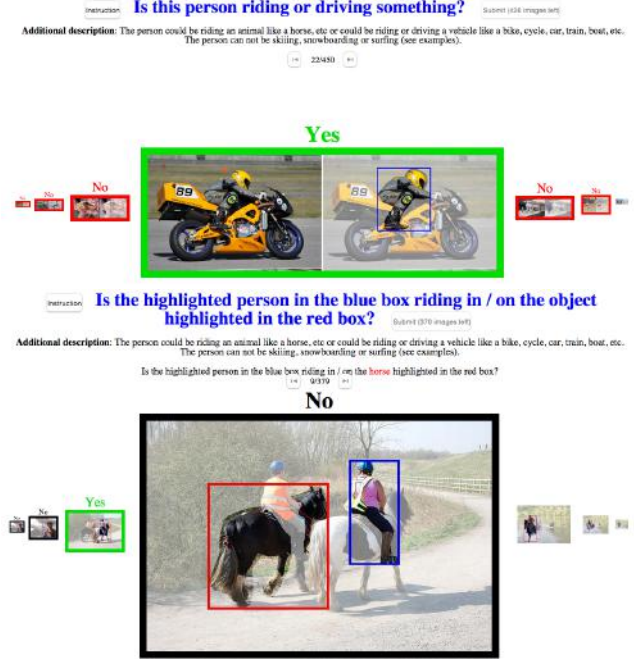 Instruction Is this person riding or driving something? Submit (436 images left)
Additional description: The person could be riding an animal like a horse, etc or could be riding or driving a vehicle like a bike, cycle, car, train, boat, etc.
The person can not be skiiing, snowboarding or surfing (see examples).
22/450
Yes
No No No No No
89 89
Instruction Is the highlighted person in the blue box riding in / on the object
highlighted in the red box? Submit (370 images left)
Additional description: The person could be riding an animal like a horse, etc or could be riding or driving a vehicle like a bike, cycle, car, train, boat, etc.
The person can not be skiiing, snowboarding or surfing (see examples).
Is the highlighted person in the blue box riding in / on the horse highlighted in the red box?
9/379
No
No No Yes